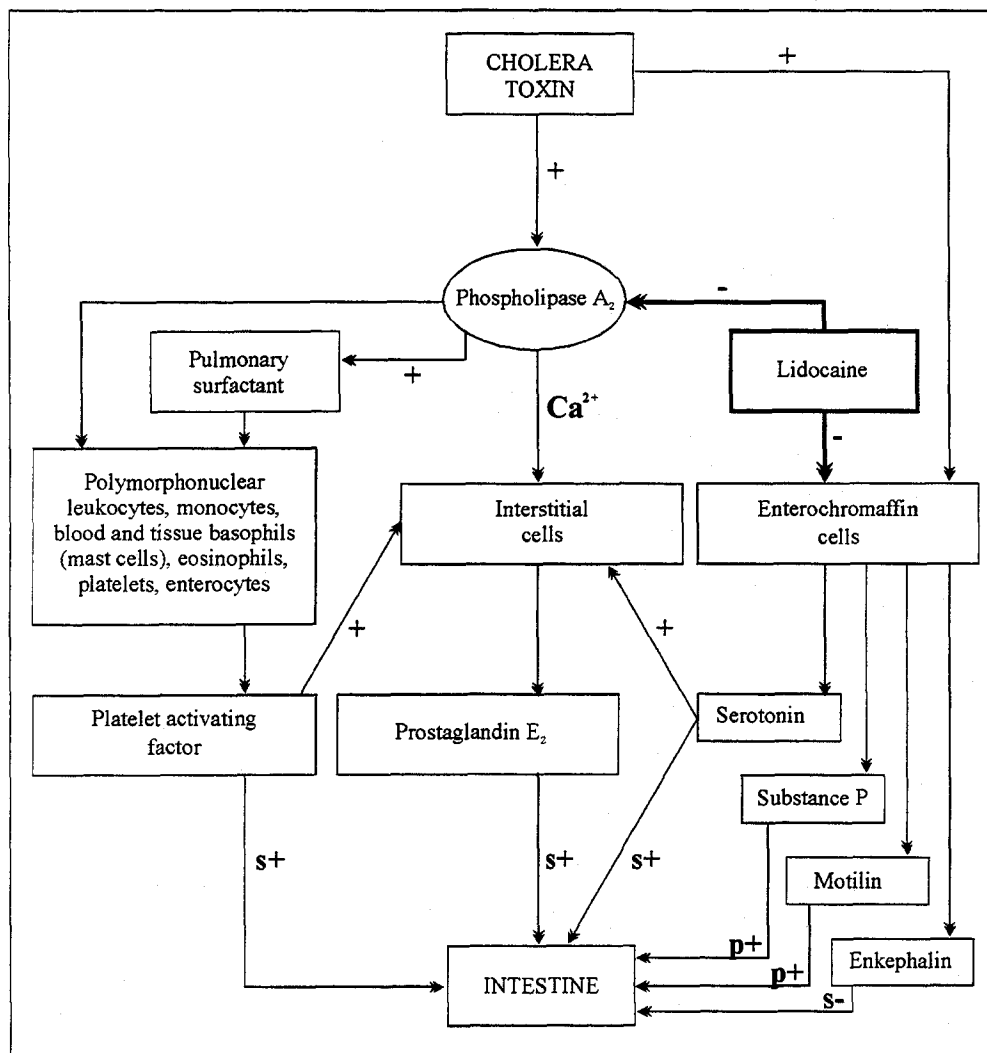 CHOLERA
TOXIN
+
+
Phospholipase A₂
-
Pulmonary
surfactant
+
Lidocaine
Ca²⁺
-
Polymorphonuclear
leukocytes, monocytes,
blood and tissue basophils
(mast cells), eosinophils,
platelets, enterocytes
Interstitial
cells
Enterochromaffin
cells
+
+
Platelet activating
factor
Prostaglandin E₂
Serotonin
Substance P
s+
s+
s+
Motilin
p+
p+
Enkephalin
s-
INTESTINE